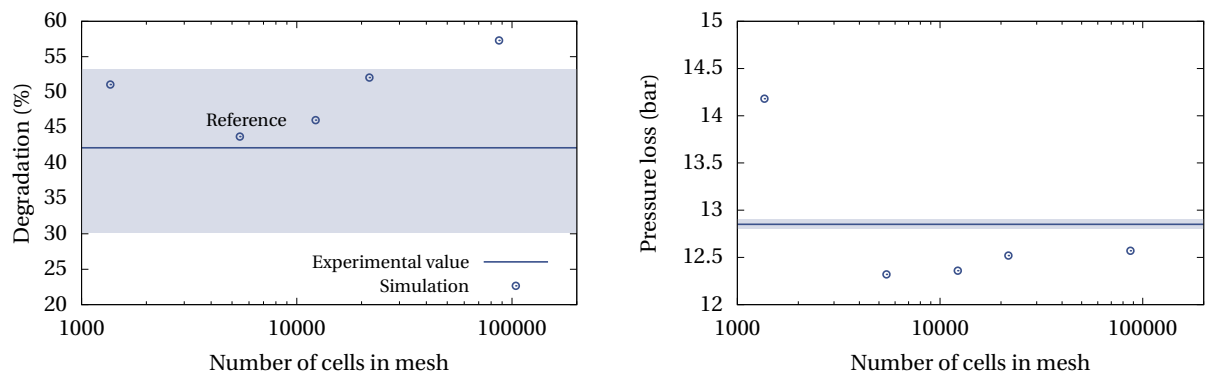 60
55
50
45
40
35
30
25
20
Degradation (%)
Reference
Experimental value
Simulation
1000 10000 100000
Number of cells in mesh
15
14.5
14
13.5
13
12.5
12
Pressure loss (bar)
1000 10000 100000
Number of cells in mesh